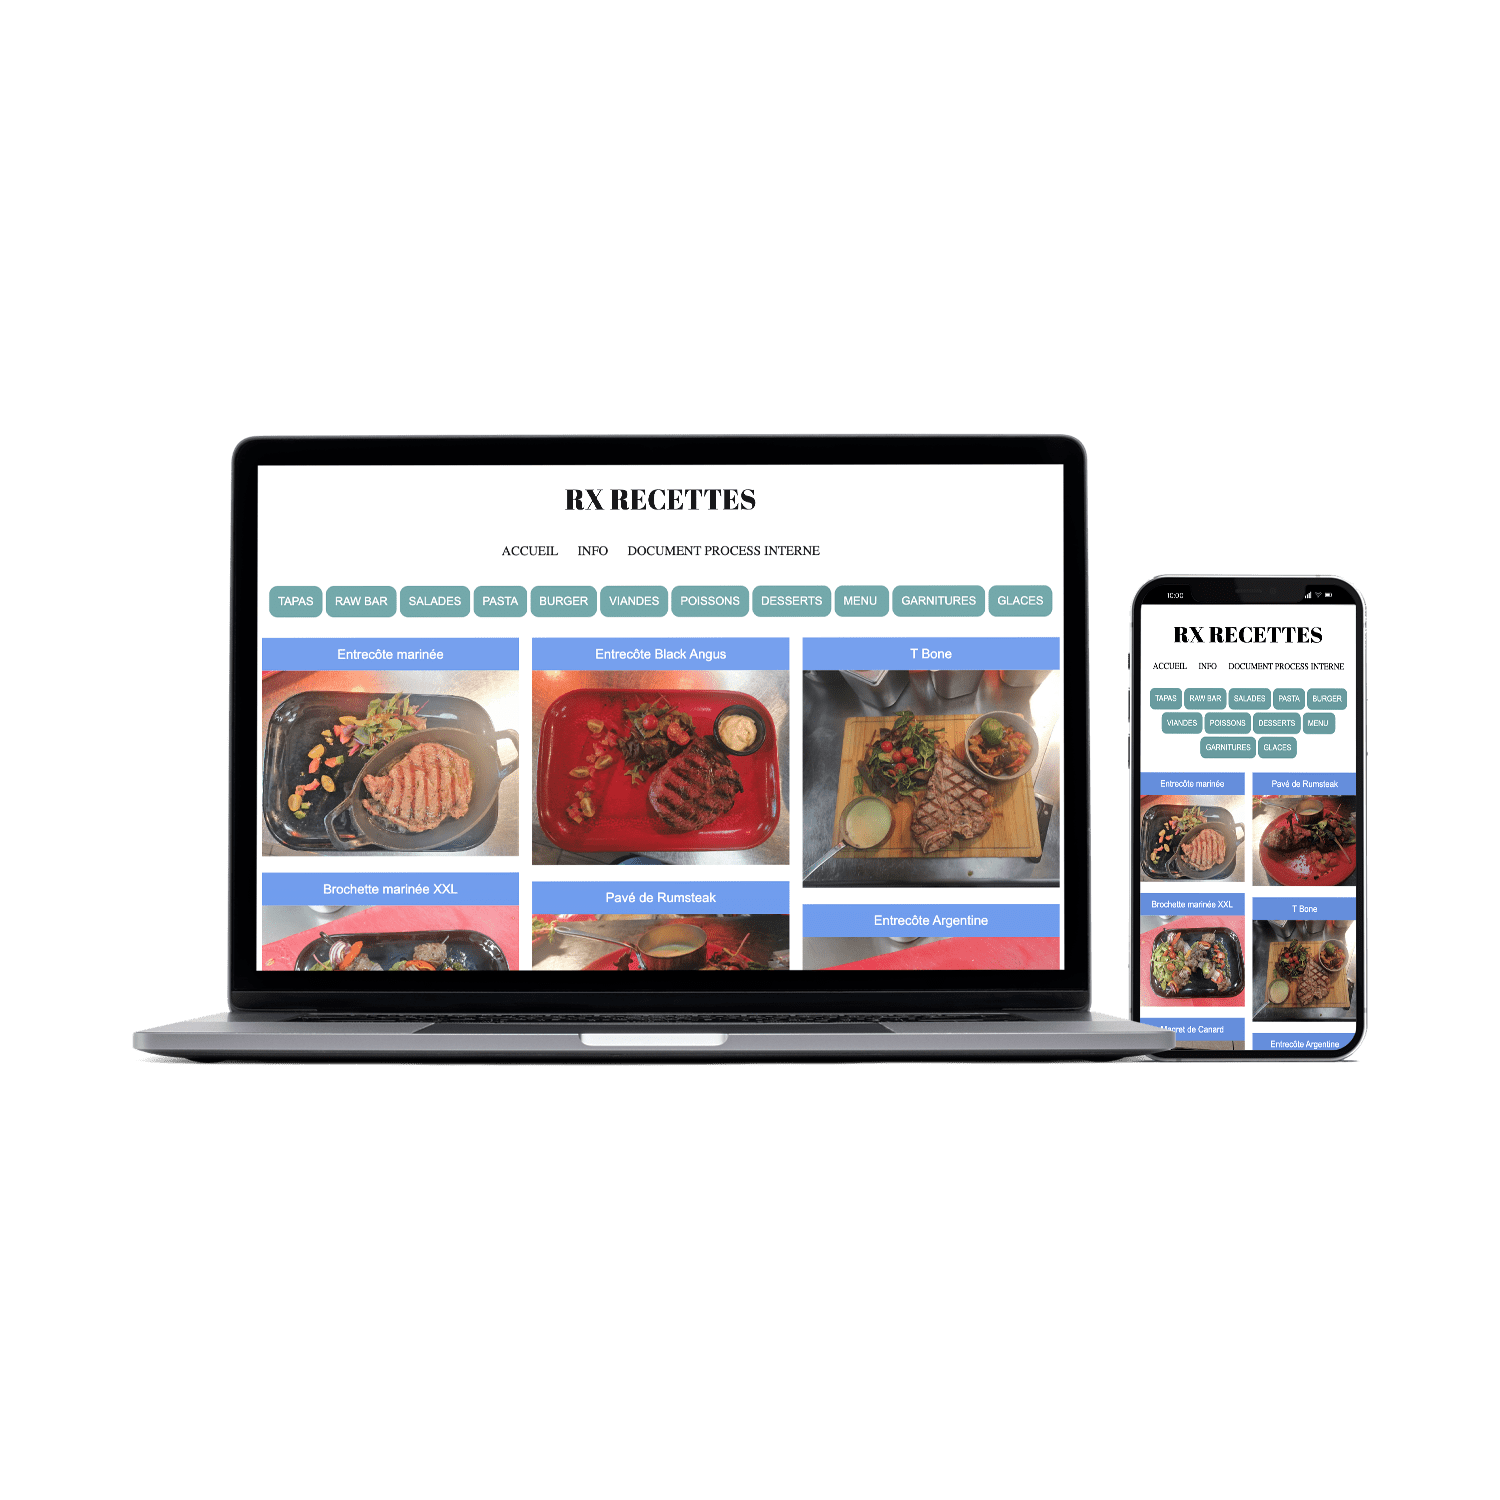 RX RECETTES
ACCUEIL INFO DOCUMENT PROCESS INTERNE
TAPAS RAW BAR SALADES PASTA BURGER VIANDES POISSONS DESSERTS MENU GARNITURES GLACES
Entrecôte marinée Entrecôte Black Angus T Bone
Brochette marinée XXL Pavé de Rumsteak Entrecôte Argentine
10:00
RX RECETTES
ACCUEIL INFO DOCUMENT PROCESS INTERNE
TAPAS RAW BAR SALADES PASTA BURGER
VIANDES POISSONS DESSERTS MENU
GARNITURES GLACES
Entrecôte marinée Pavé de Rumsteak
Brochette marinée XXL T Bone
Magret de Canard Entrecôte Argentine